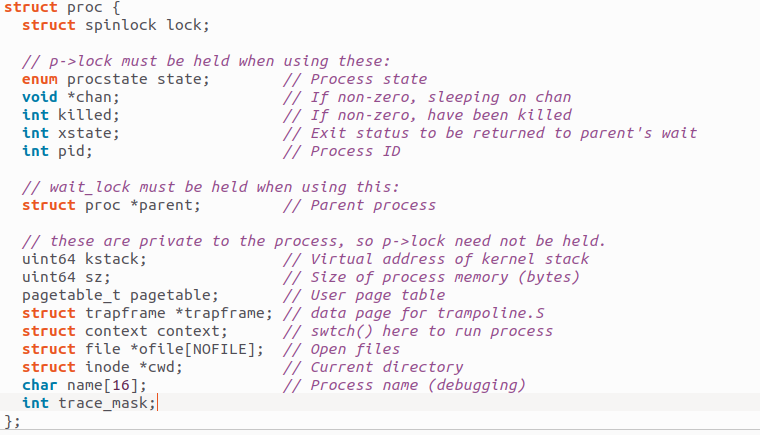 struct proc {
  struct spinlock lock;

  // p->lock must be held when using these:
  enum procstate state;        // Process state
  void *chan;                  // If non-zero, sleeping on chan
  int killed;                  // If non-zero, have been killed
  int xstate;                  // Exit status to be returned to parent's wait
  int pid;                     // Process ID

  // wait_lock must be held when using this:
  struct proc *parent;         // Parent process

  // these are private to the process, so p->lock need not be held.
  uint64 kstack;               // Virtual address of kernel stack
  uint64 sz;                   // Size of process memory (bytes)
  pagetable_t pagetable;       // User page table
  struct trapframe *trapframe; // data page for trampoline.S
  struct context context;      // swtch() here to run process
  struct file *ofile[NOFILE];  // Open files
  struct inode *cwd;           // Current directory
  char name[16];               // Process name (debugging)
  int trace_mask;
};